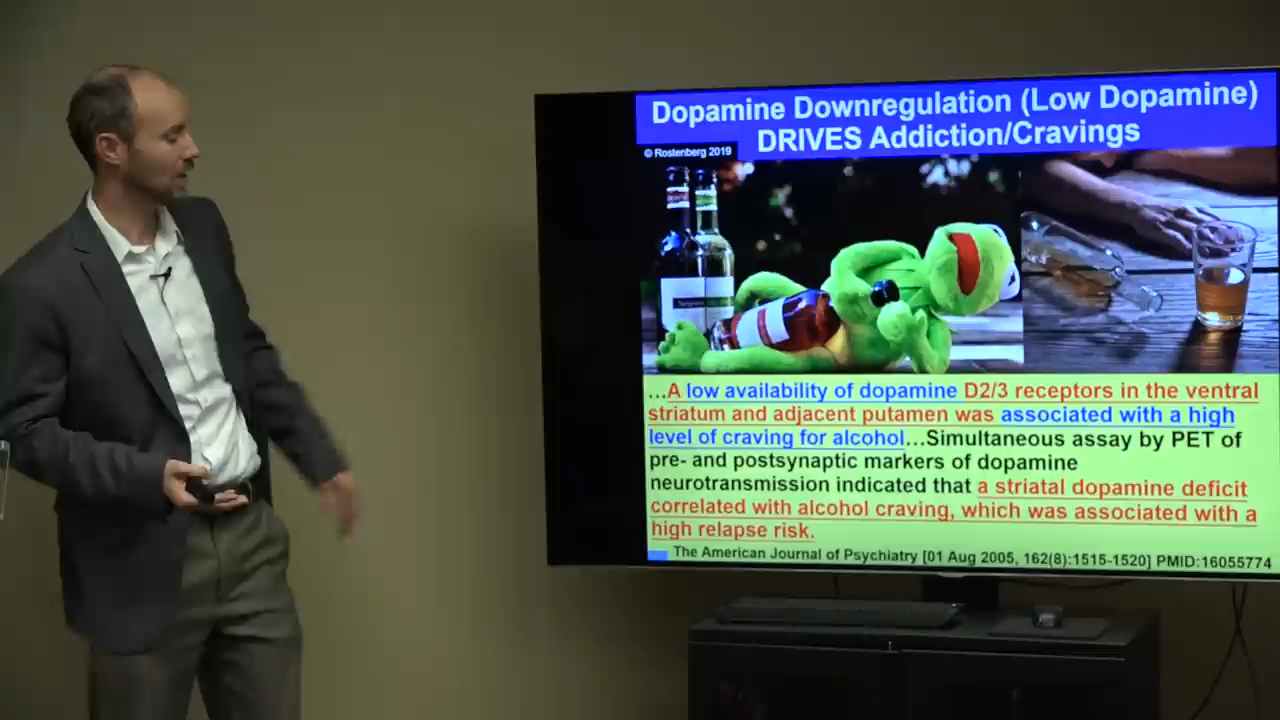 Dopamine Downregulation (Low Dopamine)
DRIVES Addiction/Cravings
© Rostenberg 2019
...A low availability of dopamine D2/3 receptors in the ventral
striatum and adjacent putamen was associated with a high
level of craving for alcohol...Simultaneous assay by PET of
pre- and postsynaptic markers of dopamine
neurotransmission indicated that a striatal dopamine deficit
correlated with alcohol craving, which was associated with a
high relapse risk.
The American Journal of Psychiatry [01 Aug 2005, 162(8):1515-1520] PMID:16055774